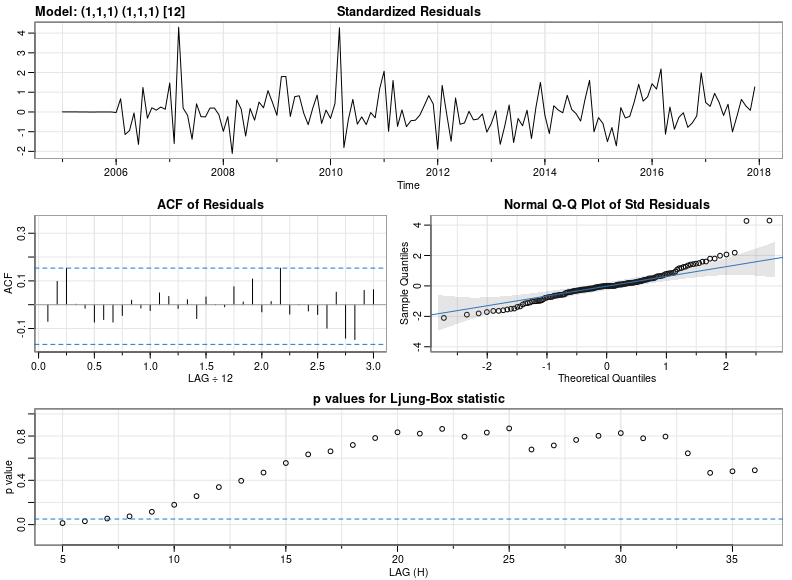 Model: (1,1,1) (1,1,1) [12]
Standardized Residuals
4
3
2
1
0
-1
-2
2006 2008 2010 2012 2014 2016 2018
Time
ACF of Residuals
ACF
0.3
0.1
-0.1
0.0 0.5 1.0 1.5 2.0 2.5 3.0
LAG ÷ 12
Normal Q-Q Plot of Std Residuals
Sample Quantiles
4
2
0
-2
-4
-2 -1 0 1 2
Theoretical Quantiles
p values for Ljung-Box statistic
p value
0.8
0.4
0.0
5 10 15 20 25 30 35
LAG (H)